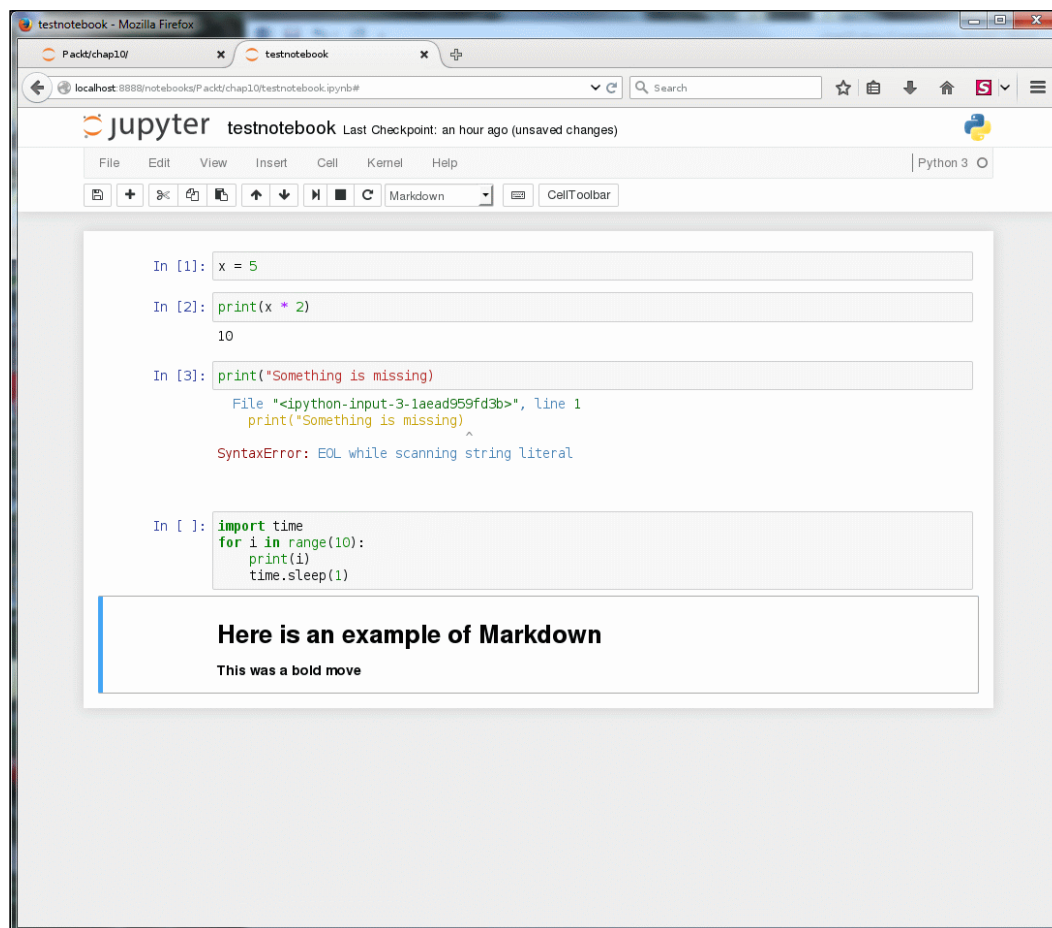 testnotebook - Mozilla Firefox
Packt/chap10/ testnotebook
localhost:8888/notebooks/Packt/chap10/testnotebook.ipynb# Search
jupyter testnotebook Last Checkpoint: an hour ago (unsaved changes)
File Edit View Insert Cell Kernel Help Python 3
Markdown CellToolbar
In [1]: x = 5
In [2]: print(x * 2)
10
In [3]: print("Something is missing)
File "<ipython-input-3-1aead959fd3b>", line 1
print("Something is missing)
^
SyntaxError: EOL while scanning string literal
In [ ]: import time
for i in range(10):
print(i)
time.sleep(1)
Here is an example of Markdown
This was a bold move